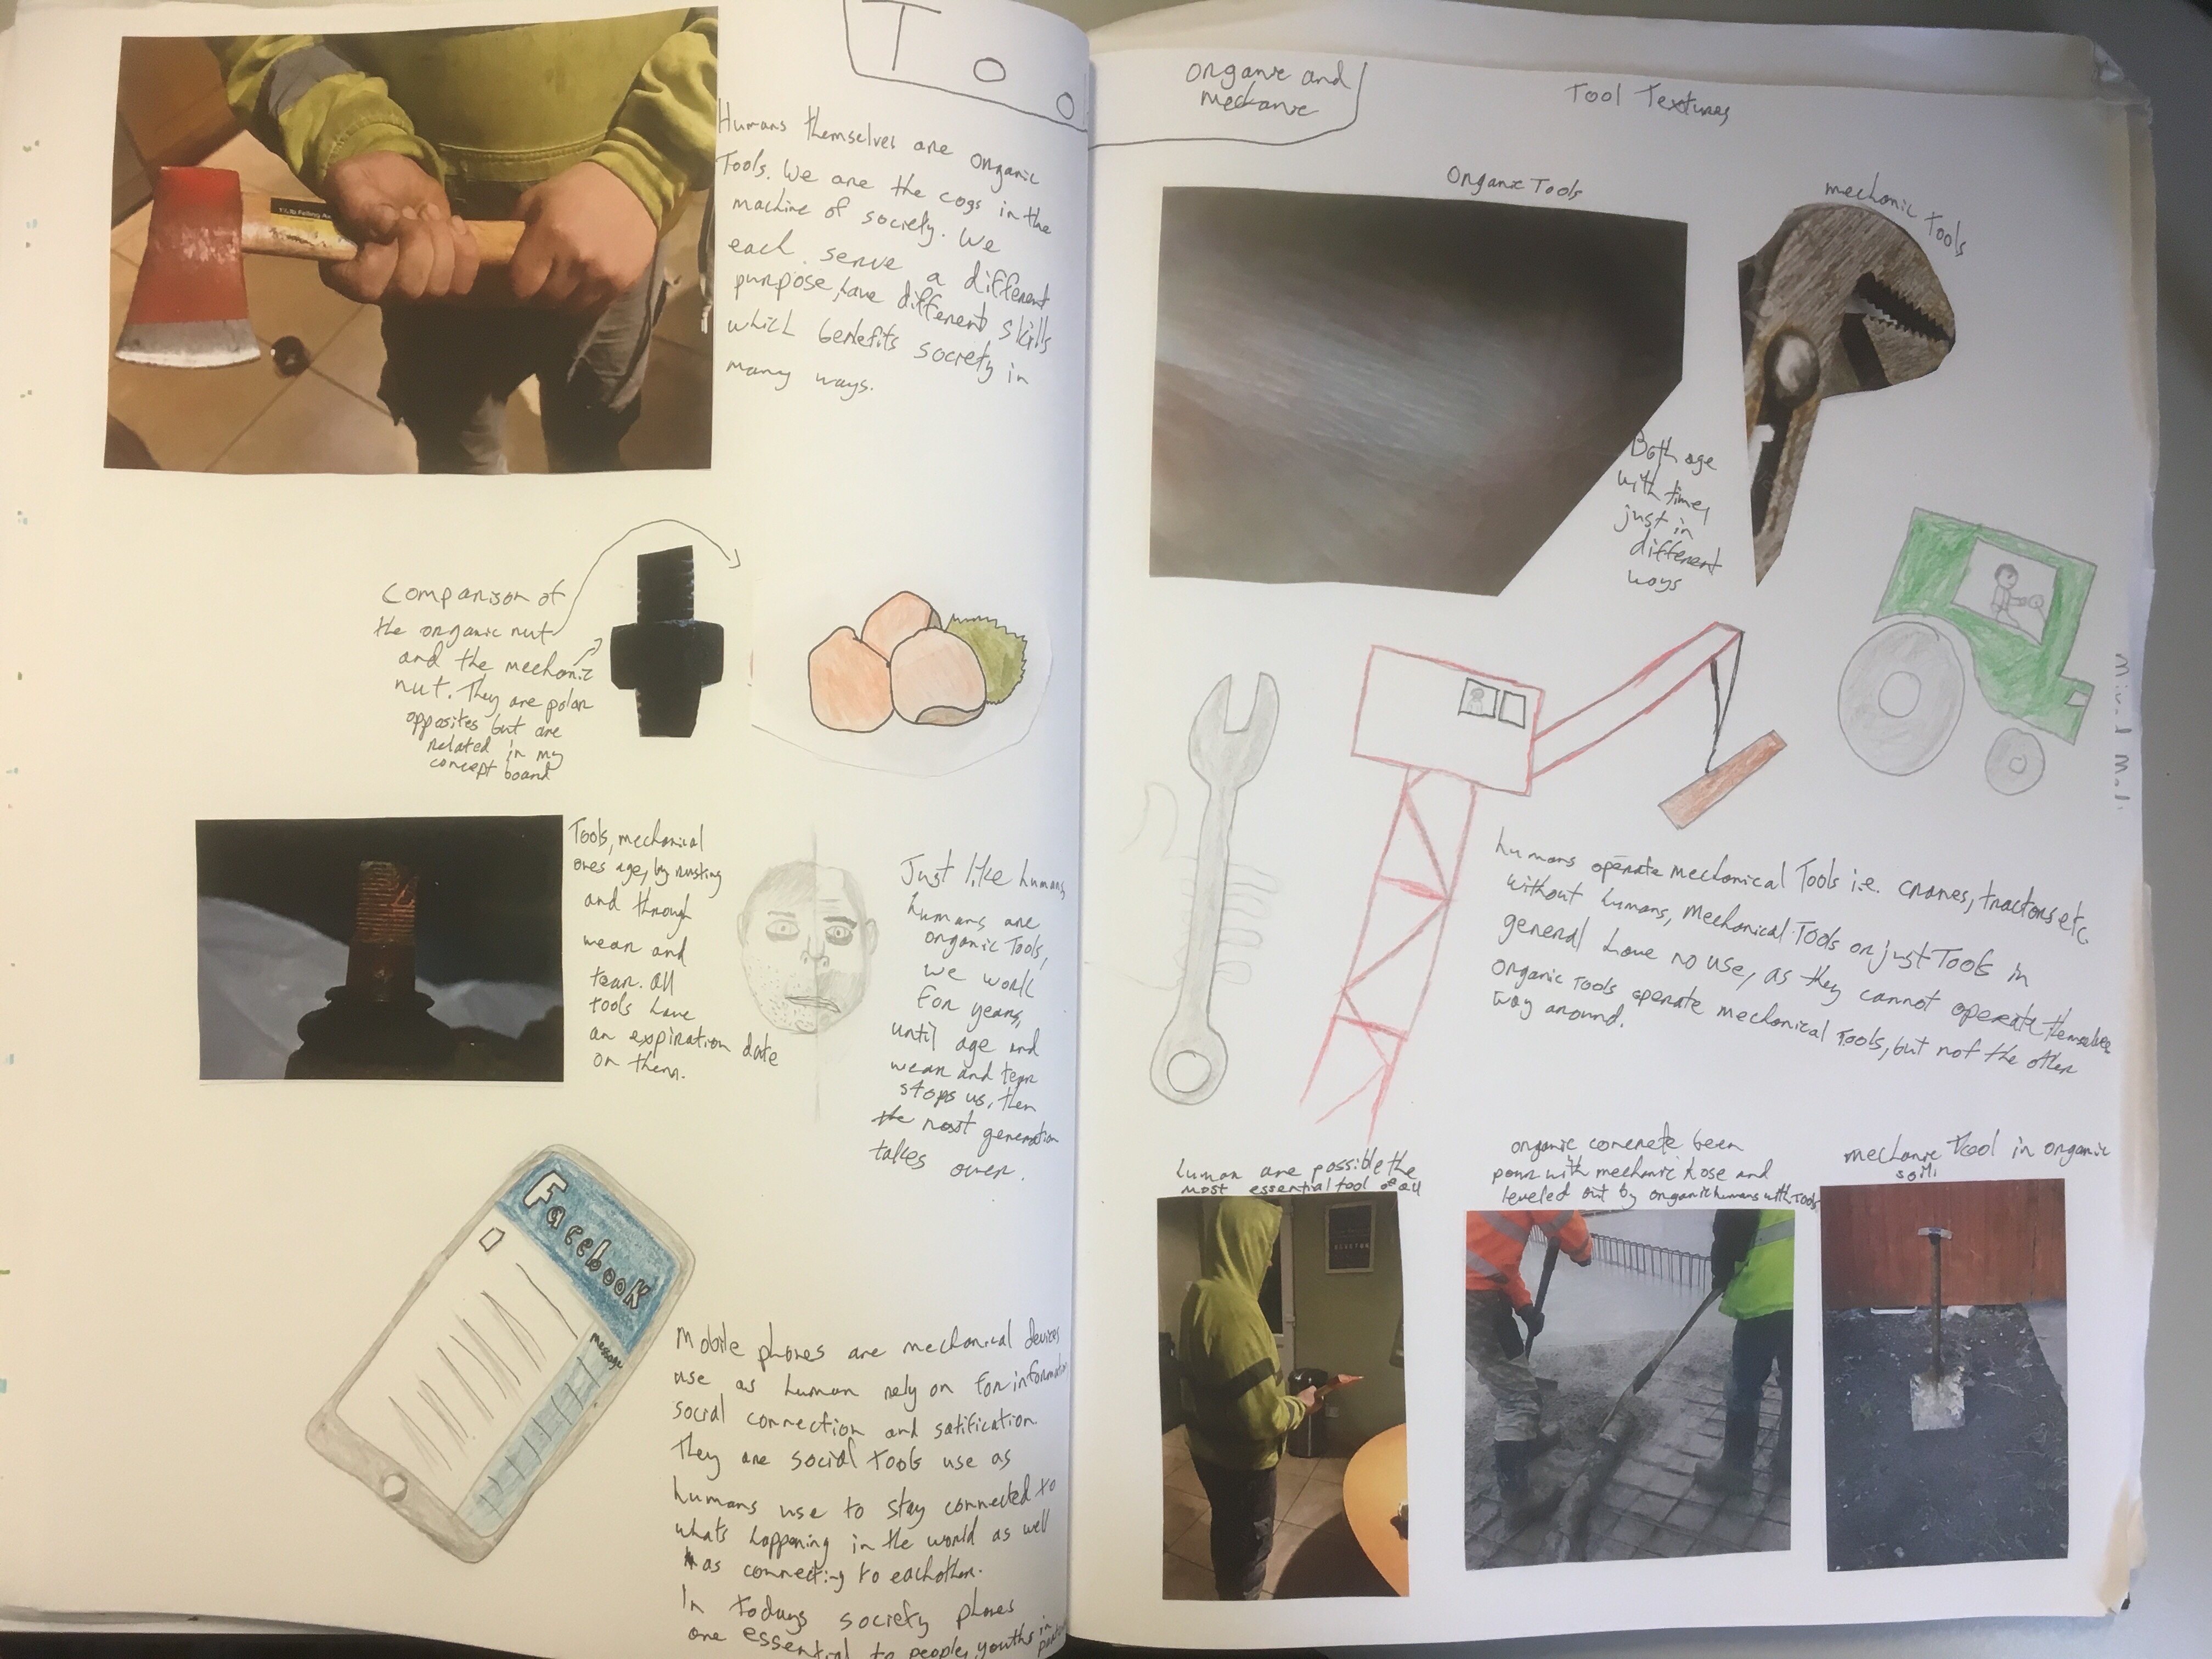 To
o
Humans themselves are organic
Tools. We are the cogs in the
machine of society. We
each serve a different
purpose, have different skills
which benefits society in
many ways.
Comparison of
the organic nut
and the mechanic
nut. They are polar
opposites but are
related in my
concept board
Tools, mechanical
ones age, by rusting
and through
wear and
tear. All
tools have
an expiration date
on them.
Just like humans,
humans are
organic Tools,
we work
for years,
until age and
wear and tear
stops us, then
the next generation
takes over.
Facebook
message
Mobile phones are mechanical devices
use as human rely on for information
social connection and satification.
They are social tools use as
humans use to stay connected to
whats happening in the world as well
as connecting to eachother.
In todays society phones
are essential to people, youths in
organic and
mechanic
Tool Textures
Organic Tools
mechanic Tools
Both age
with time,
just in
different
ways
humans operate mechanical Tools i.e. cranes, tractors etc.
without humans, mechanical Tools or just Tools in
general have no use, as they cannot operate themselves
organic Tools operate mechanical Tools, but not the other
way around.
human are possible the
most essential tool of all
organic concrete been
pour with mechanic hose and
leveled out by organic humans with tools
mechanic tool in organic
soil